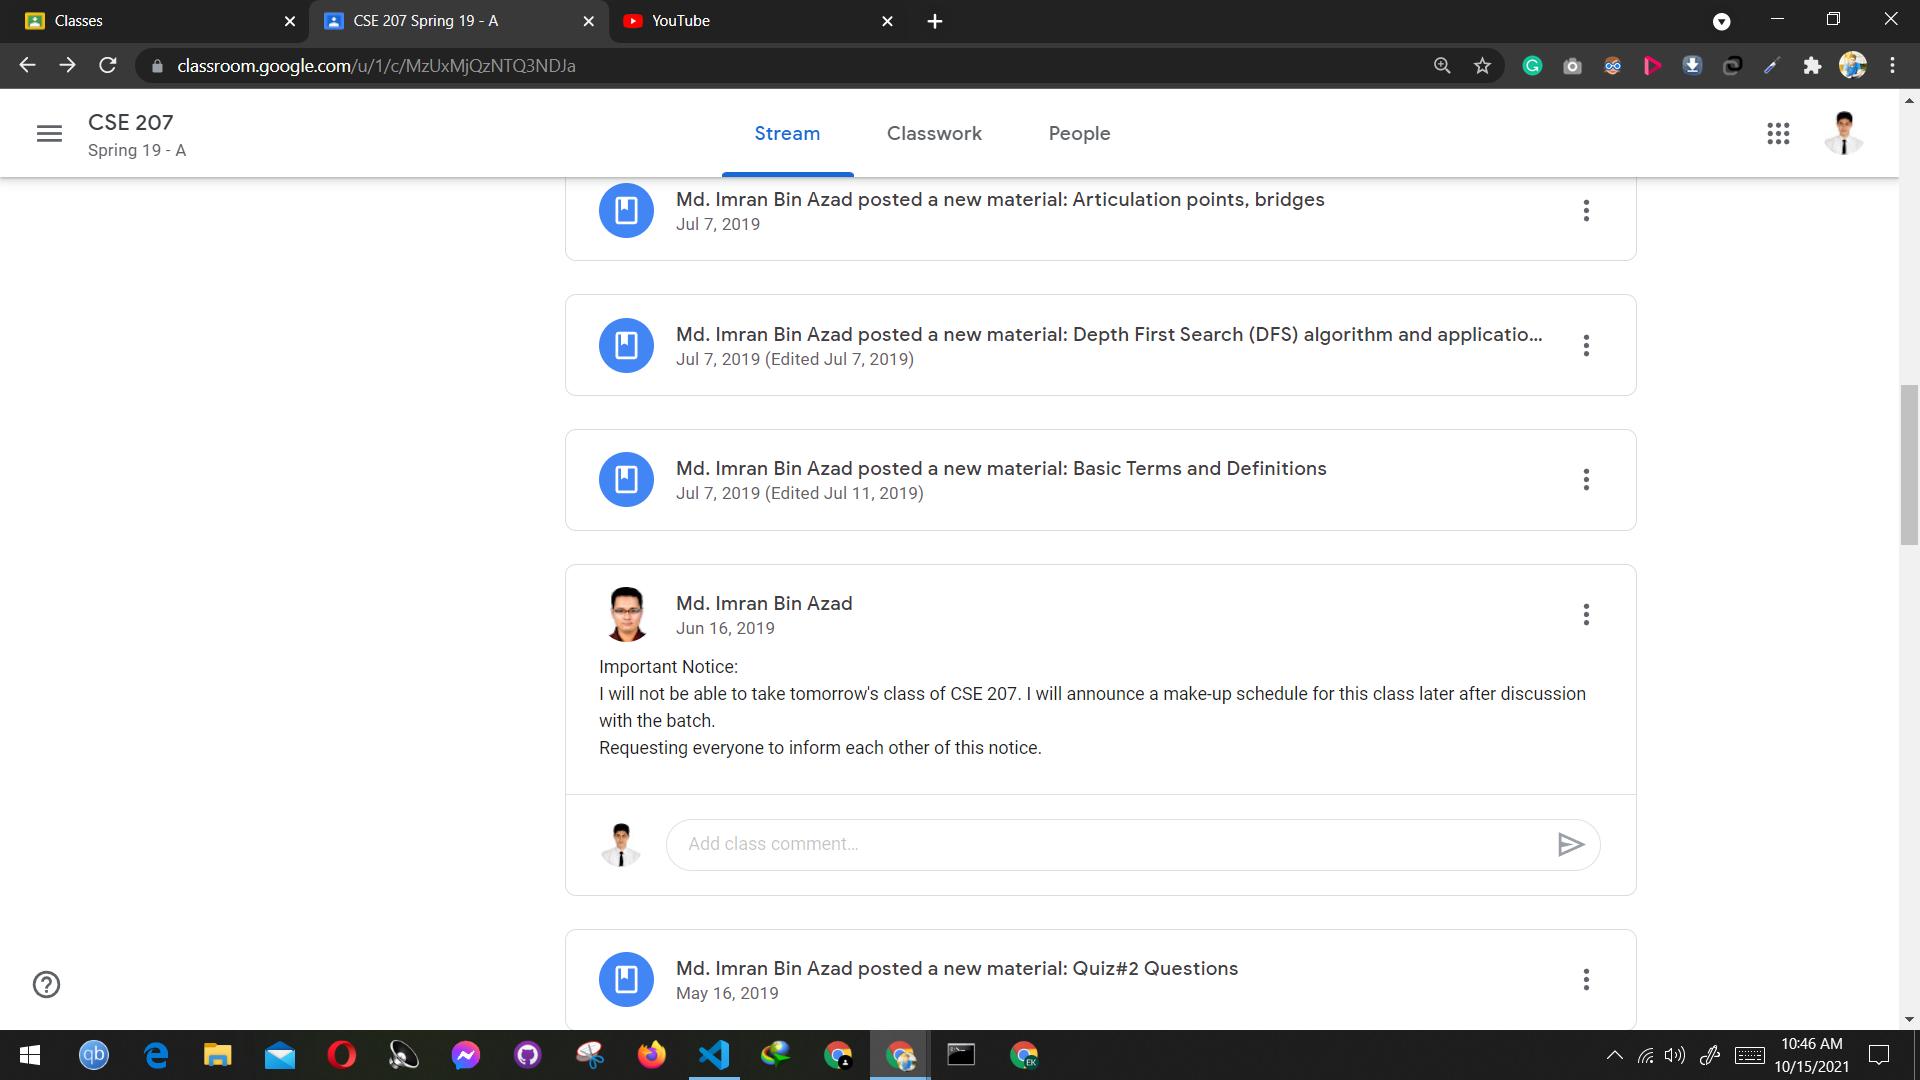 Classes
CSE 207 Spring 19 - A
YouTube
classroom.google.com/u/1/c/MzUxMjQzNTQ3NDJa
CSE 207
Spring 19 - A
Stream
Classwork
People
Md. Imran Bin Azad posted a new material: Articulation points, bridges
Jul 7, 2019
Md. Imran Bin Azad posted a new material: Depth First Search (DFS) algorithm and applicatio...
Jul 7, 2019 (Edited Jul 7, 2019)
Md. Imran Bin Azad posted a new material: Basic Terms and Definitions
Jul 7, 2019 (Edited Jul 11, 2019)
Md. Imran Bin Azad
Jun 16, 2019
Important Notice:
I will not be able to take tomorrow's class of CSE 207. I will announce a make-up schedule for this class later after discussion
with the batch.
Requesting everyone to inform each other of this notice.
Add class comment...
Md. Imran Bin Azad posted a new material: Quiz#2 Questions
May 16, 2019
qb
EK
10:46 AM
10/15/2021